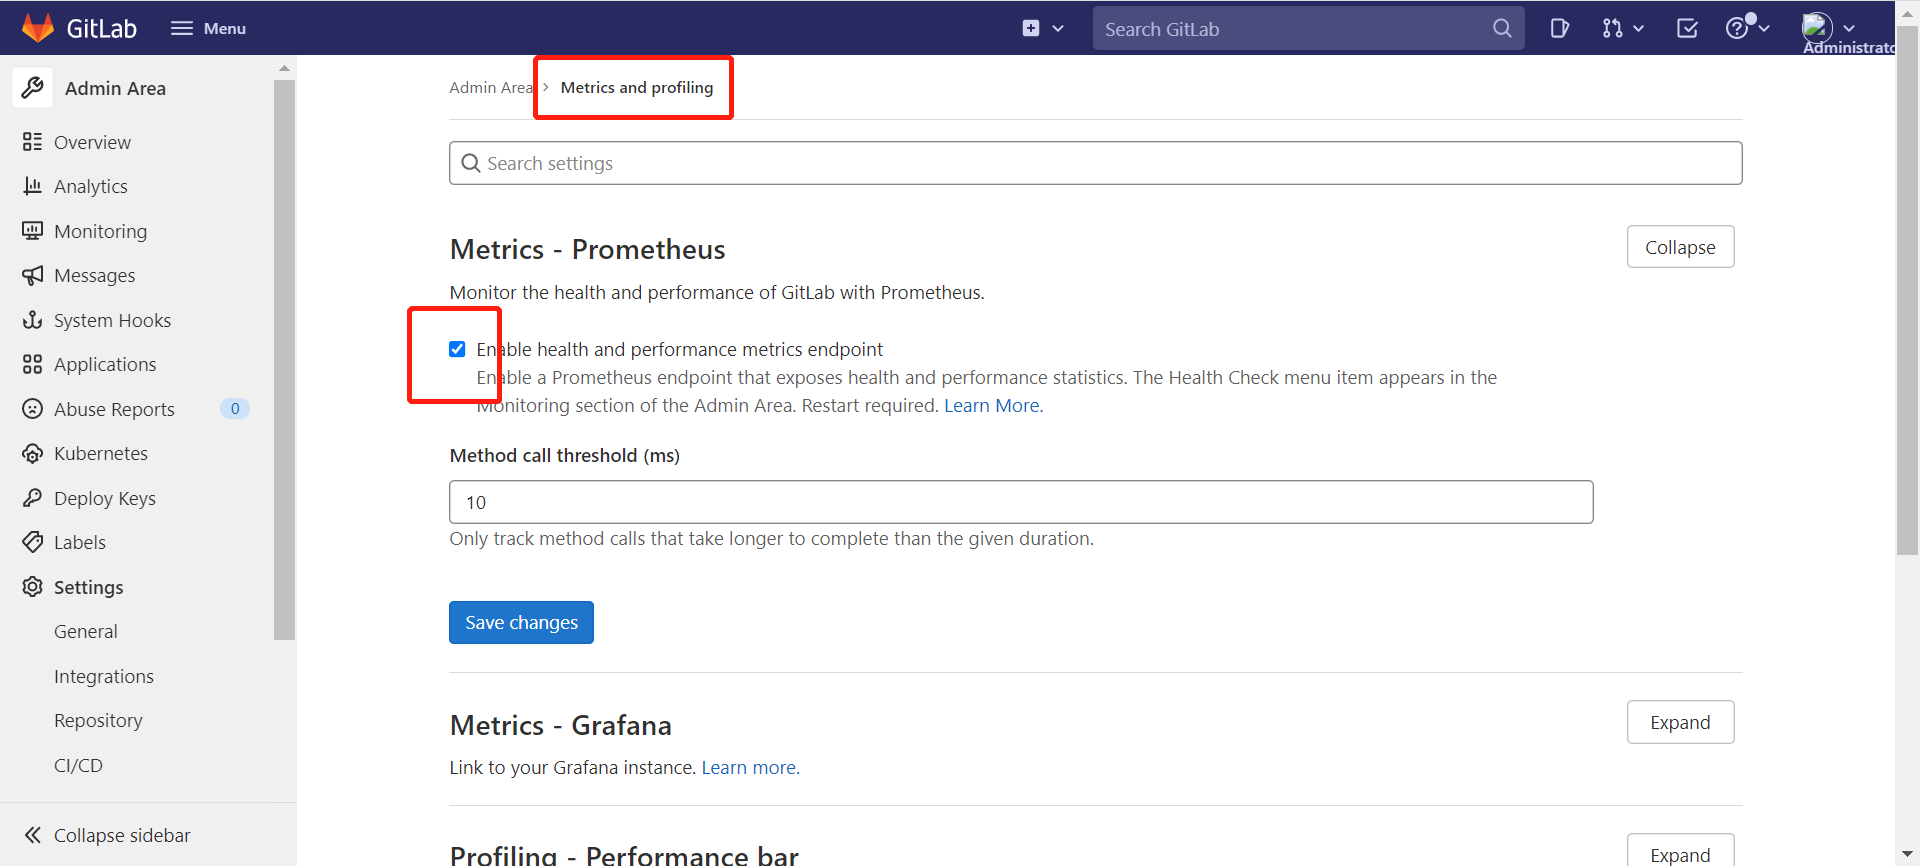 GitLab
Menu
Search GitLab
Administrato
Admin Area
Overview
Analytics
Monitoring
Messages
System Hooks
Applications
Abuse Reports 0
Kubernetes
Deploy Keys
Labels
Settings
General
Integrations
Repository
CI/CD
Collapse sidebar
Admin Area > Metrics and profiling
Search settings
Metrics - Prometheus
Collapse
Monitor the health and performance of GitLab with Prometheus.
Enable health and performance metrics endpoint
Enable a Prometheus endpoint that exposes health and performance statistics. The Health Check menu item appears in the
Monitoring section of the Admin Area. Restart required. Learn More.
Method call threshold (ms)
10
Only track method calls that take longer to complete than the given duration.
Save changes
Metrics - Grafana
Expand
Link to your Grafana instance. Learn more.
Profiling - Performance bar
Expand